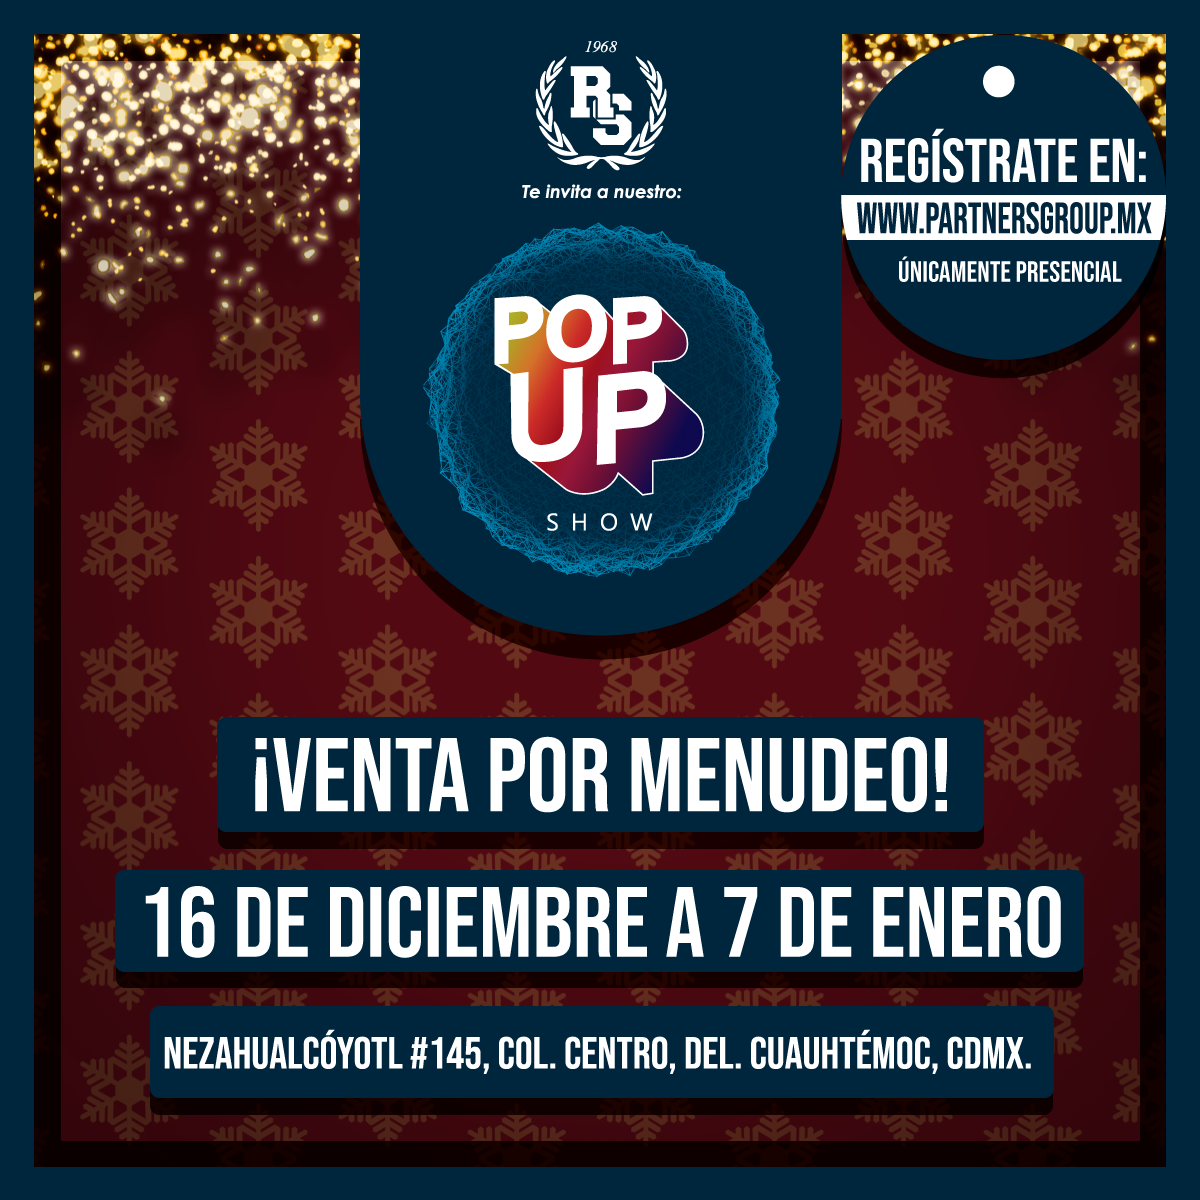 1968
RS
Te invita a nuestro:
POP
UP
SHOW
REGÍSTRATE EN:
WWW.PARTNERSGROUP.MX
ÚNICAMENTE PRESENCIAL
¡VENTA POR MENUDEO!
16 DE DICIEMBRE A 7 DE ENERO
NEZAHUALCÓYOTL #145, COL. CENTRO, DEL. CUAUHTÉMOC, CDMX.